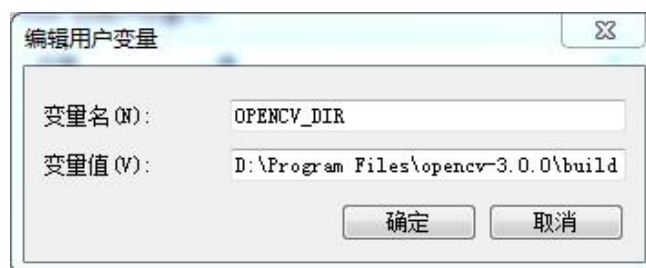 编辑用户变量
变量名(N): OPENCV_DIR
变量值(V): D:\Program Files\opencv-3.0.0\build
确定 取消